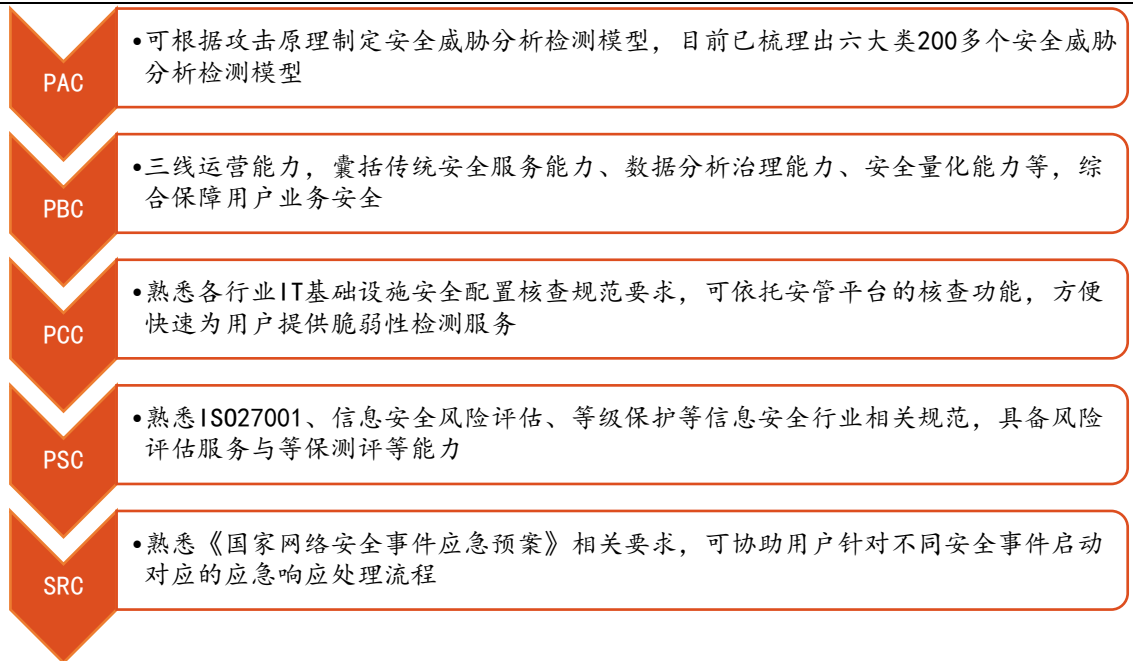 PAC
•可根据攻击原理制定安全威胁分析检测模型，目前已梳理出六大类200多个安全威胁
分析检测模型
PBC
•三线运营能力，囊括传统安全服务能力、数据分析治理能力、安全量化能力等，综
合保障用户业务安全
PCC
•熟悉各行业IT基础设施安全配置核查规范要求，可依托安管平台的核查功能，方便
快速为用户提供脆弱性检测服务
PSC
•熟悉ISO27001、信息安全风险评估、等级保护等信息安全行业相关规范，具备风险
评估服务与等保测评等能力
SRC
•熟悉《国家网络安全事件应急预案》相关要求，可协助用户针对不同安全事件启动
对应的应急响应处理流程